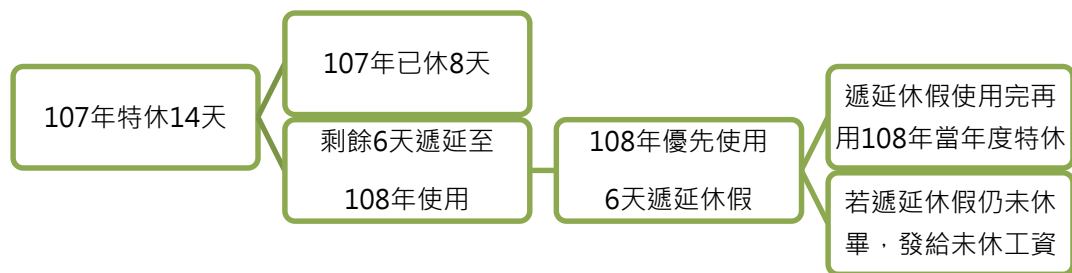 107年特休14天
107年已休8天
剩餘6天遞延至
108年使用
108年優先使用
6天遞延休假
遞延休假使用完再
用108年當年度特休
若遞延休假仍未休
畢，發給未休工資